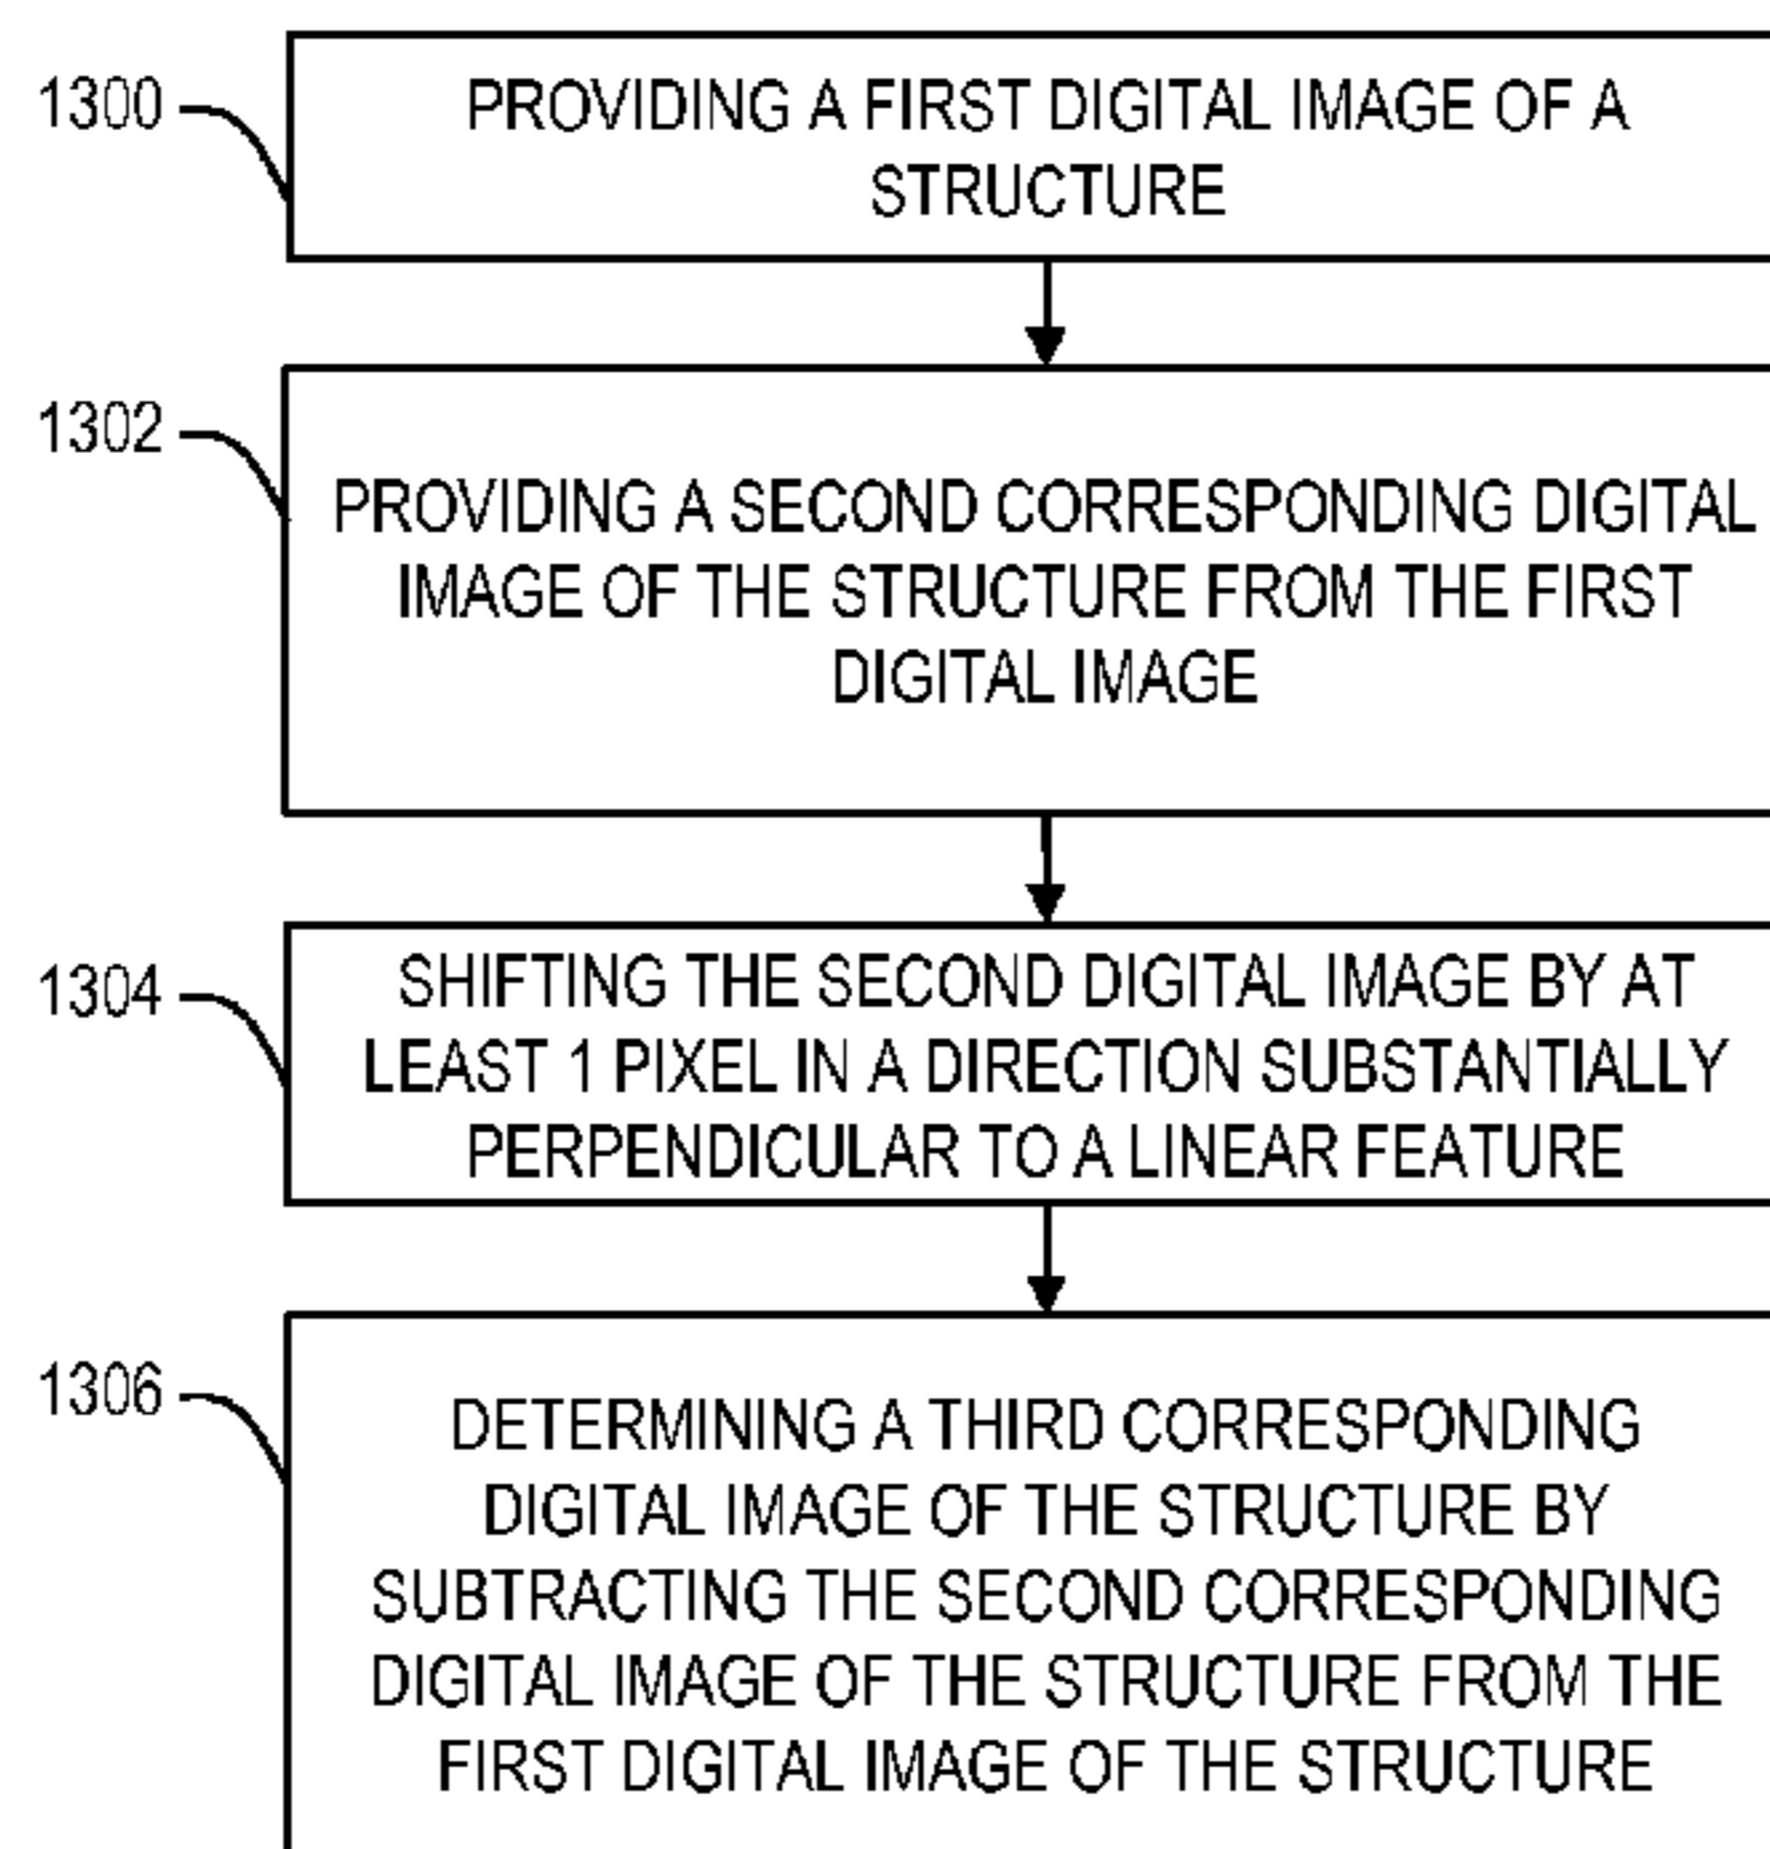 1300
PROVIDING A FIRST DIGITAL IMAGE OF A
STRUCTURE
1302
PROVIDING A SECOND CORRESPONDING DIGITAL
IMAGE OF THE STRUCTURE FROM THE FIRST
DIGITAL IMAGE
1304
SHIFTING THE SECOND DIGITAL IMAGE BY AT
LEAST 1 PIXEL IN A DIRECTION SUBSTANTIALLY
PERPENDICULAR TO A LINEAR FEATURE
1306
DETERMINING A THIRD CORRESPONDING
DIGITAL IMAGE OF THE STRUCTURE BY
SUBTRACTING THE SECOND CORRESPONDING
DIGITAL IMAGE OF THE STRUCTURE FROM THE
FIRST DIGITAL IMAGE OF THE STRUCTURE